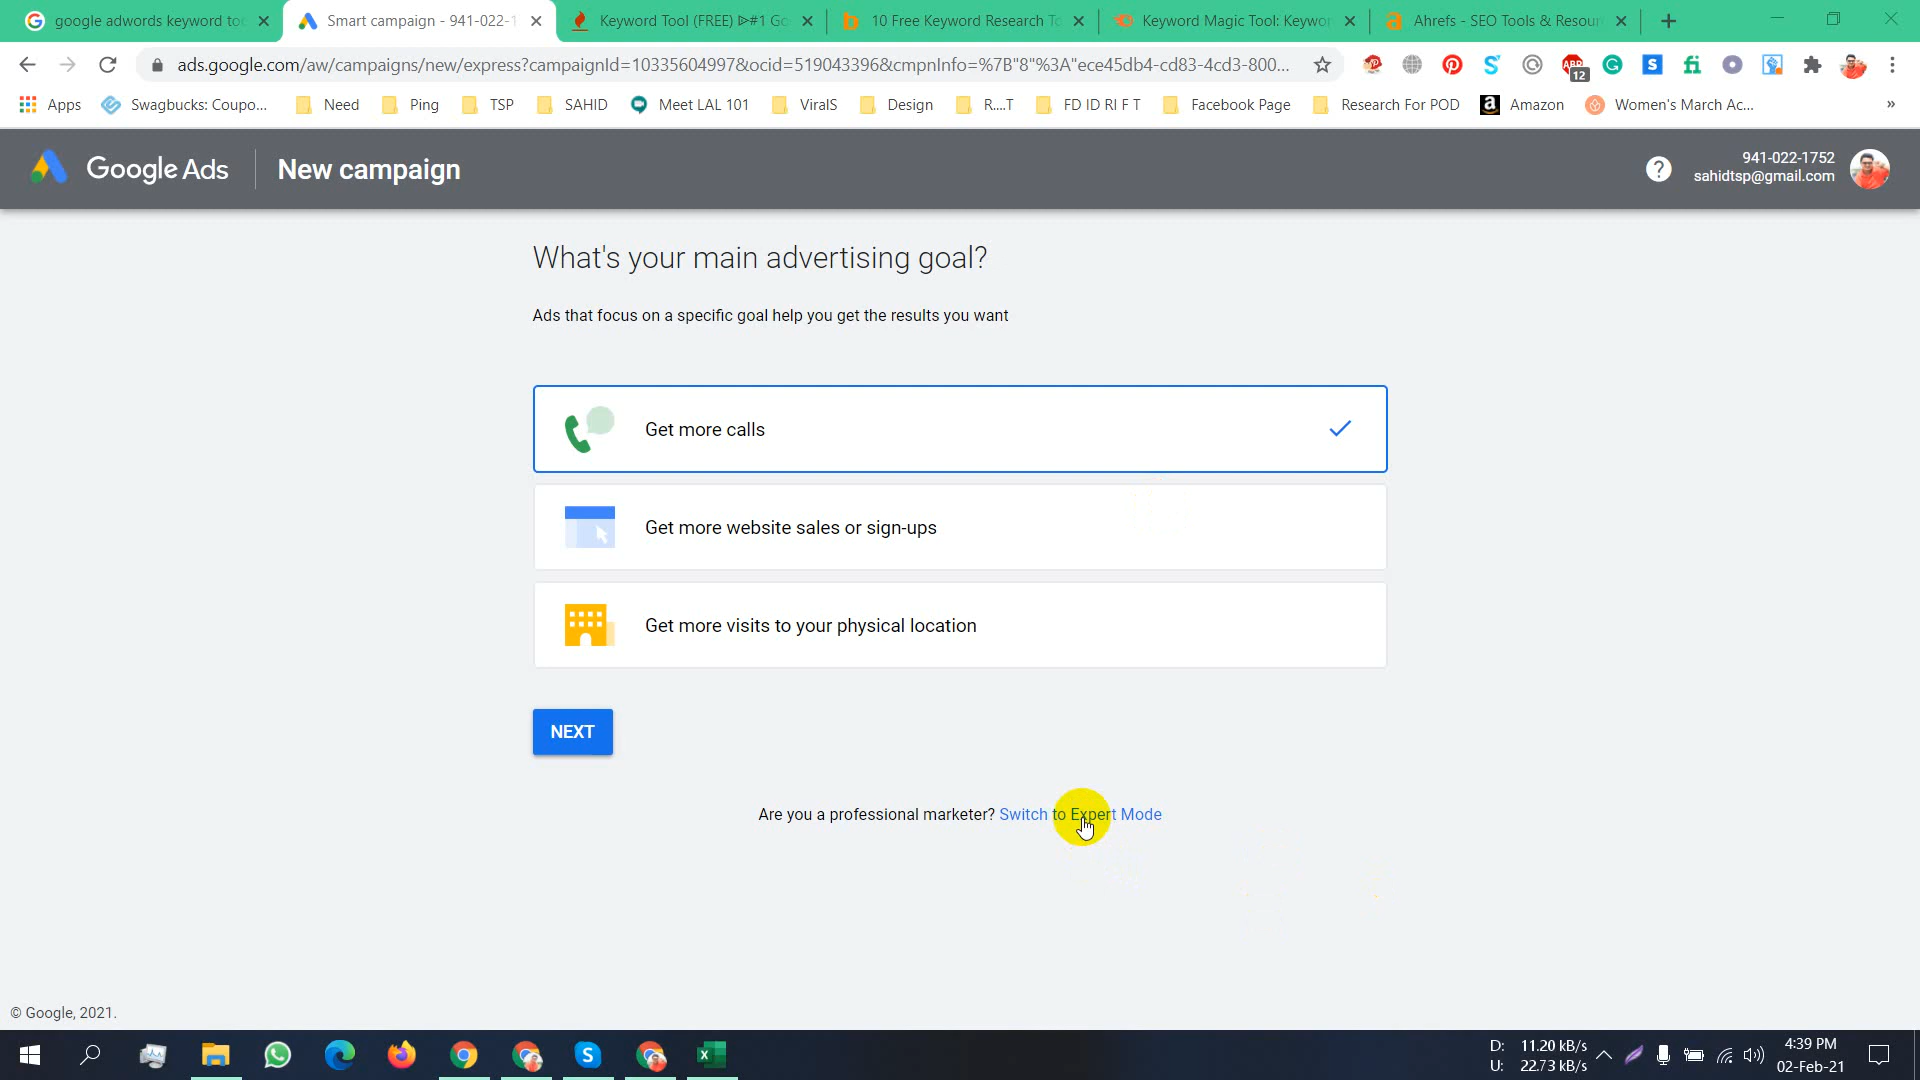 google adwords keyword too
Smart campaign - 941-022-1
Keyword Tool (FREE) ᐈ#1 Go
10 Free Keyword Research To
Keyword Magic Tool: Keywor
Ahrefs - SEO Tools & Resour
ads.google.com/aw/campaigns/new/express?campaignId=10335604997&ocid=519043396&cmpnInfo=%7B"8"%3A"ece45db4-cd83-4cd3-800...
12
Apps
Swagbucks: Coupo...
Need
Ping
TSP
SAHID
Meet LAL 101
ViralS
Design
R....T
FD ID RI F T
Facebook Page
Research For POD
Amazon
Women's March Ac...
»
Google Ads
New campaign
941-022-1752
sahidtsp@gmail.com
What's your main advertising goal?
Ads that focus on a specific goal help you get the results you want
Get more calls
Get more website sales or sign-ups
Get more visits to your physical location
NEXT
Are you a professional marketer? Switch to Expert Mode
© Google, 2021.
D: 11.20 kB/s
U: 22.73 kB/s
4:39 PM
02-Feb-21